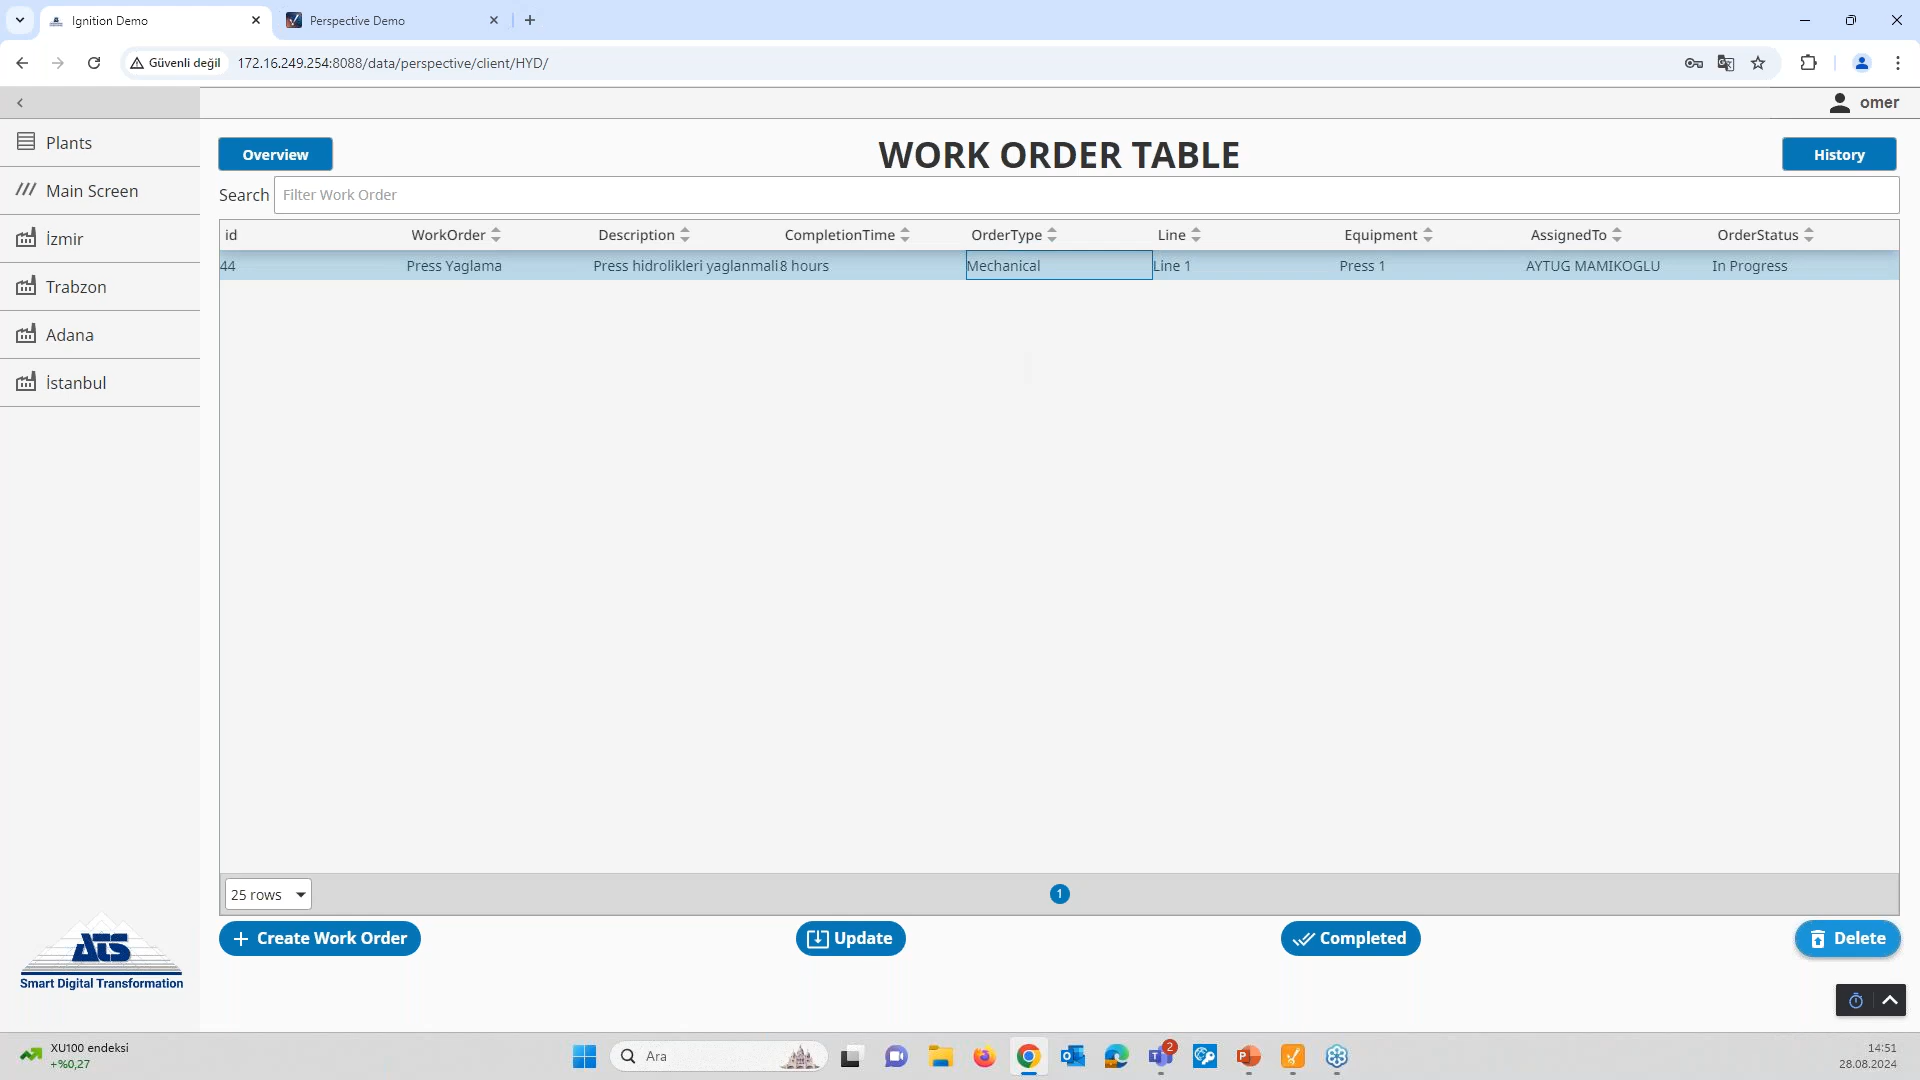 Ignition Demo
Perspective Demo
Güvenli değil
172.16.249.254:8088/data/perspective/client/HYD/
omer
Plants
Main Screen
İzmir
Trabzon
Adana
İstanbul
Overview
WORK ORDER TABLE
History
Search Filter Work Order
id WorkOrder Description CompletionTime OrderType Line Equipment AssignedTo OrderStatus
44 Press Yaglama Press hidrolikleri yaglanmali 8 hours Mechanical Line 1 Press 1 AYTUG MAMIKOGLU In Progress
25 rows
1
Create Work Order
Update
Completed
Delete
ATS
Smart Digital Transformation
XU100 endeksi
+%0,27
Ara
2
14:51
28.08.2024